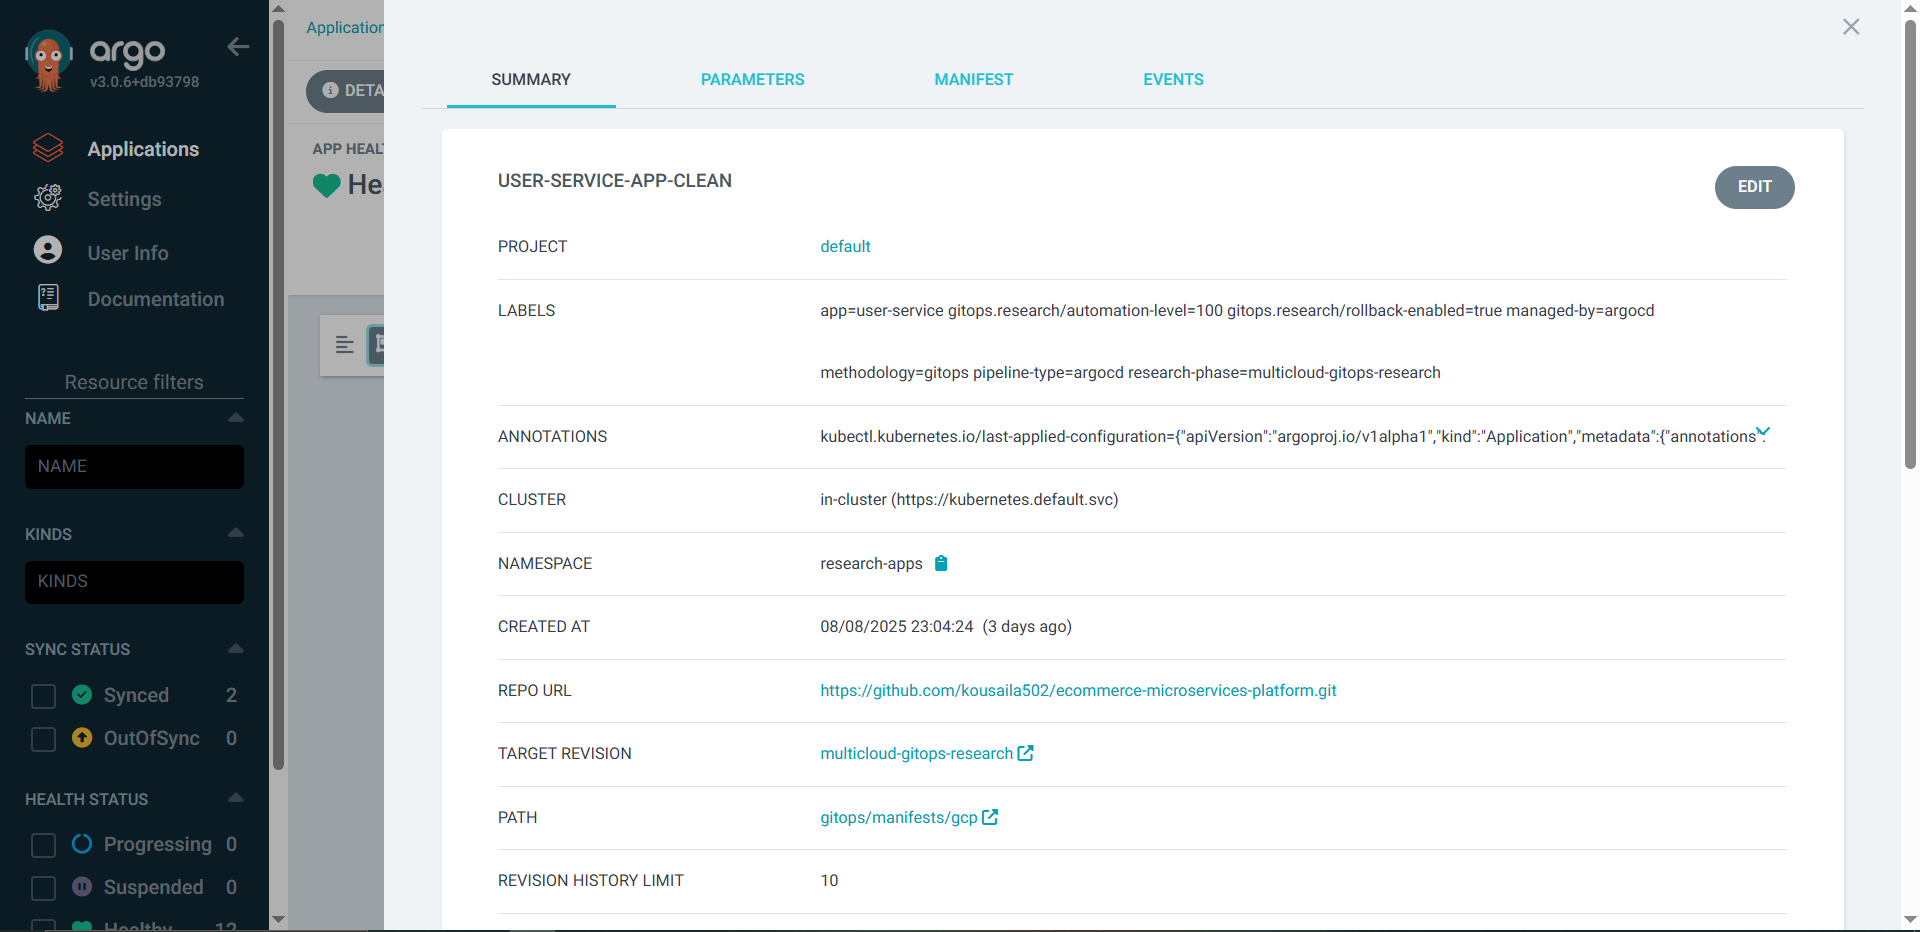 argo
v3.0.6+db93798
Applications
Settings
User Info
Documentation
Resource filters
NAME
NAME
KINDS
KINDS
SYNC STATUS
Synced 2
OutOfSync 0
HEALTH STATUS
Progressing 0
Suspended 0
Healthy 12
Application
DETA
APP HEALT
He
SUMMARY PARAMETERS MANIFEST EVENTS
USER-SERVICE-APP-CLEAN
EDIT
PROJECT default
LABELS app=user-service gitops.research/automation-level=100 gitops.research/rollback-enabled=true managed-by=argocd
methodology=gitops pipeline-type=argocd research-phase=multicloud-gitops-research
ANNOTATIONS kubectl.kubernetes.io/last-applied-configuration={"apiVersion":"argoproj.io/v1alpha1","kind":"Application","metadata":{"annotations":
CLUSTER in-cluster (https://kubernetes.default.svc)
NAMESPACE research-apps
CREATED AT 08/08/2025 23:04:24 (3 days ago)
REPO URL https://github.com/kousaila502/ecommerce-microservices-platform.git
TARGET REVISION multicloud-gitops-research
PATH gitops/manifests/gcp
REVISION HISTORY LIMIT 10